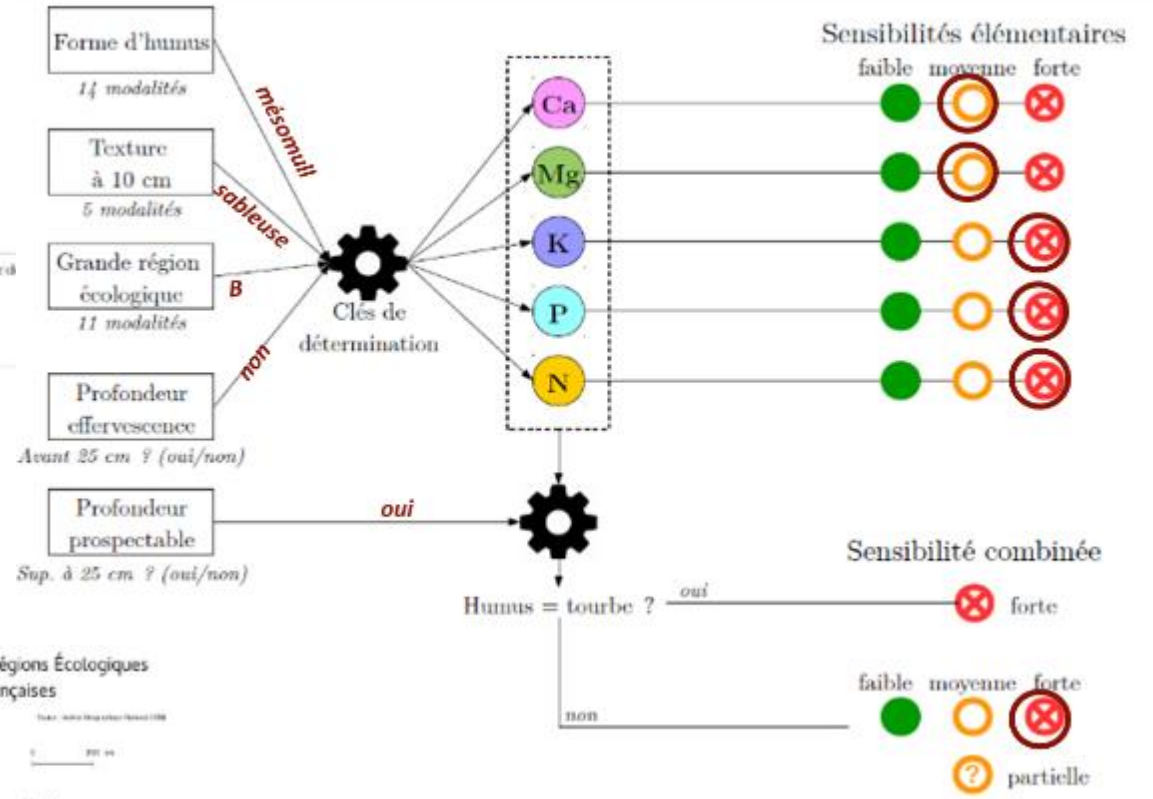 Forme d'humus
14 modalités
mésomull
Texture
à 10 cm
5 modalités
sableuse
Grande région
écologique
11 modalités
B
Profondeur
effervescence
Avant 25 cm ? (oui/non)
non
Profondeur
prospectable
Sup. à 25 cm ? (oui/non)
oui
Clés de
détermination
Ca
Mg
K
P
N
Sensibilités élémentaires
faible moyenne forte
Humus = tourbe ?
oui
non
Sensibilité combinée
forte
faible moyenne forte
?
partielle
égions Écologiques
nçaises